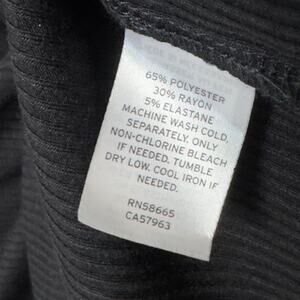 65% POLYESTER
30% RAYON
5% ELASTANE
MACHINE WASH COLD,
SEPARATELY. ONLY
NON-CHLORINE BLEACH
IF NEEDED. TUMBLE
DRY LOW. COOL IRON IF
NEEDED.
RN58665
CA57963